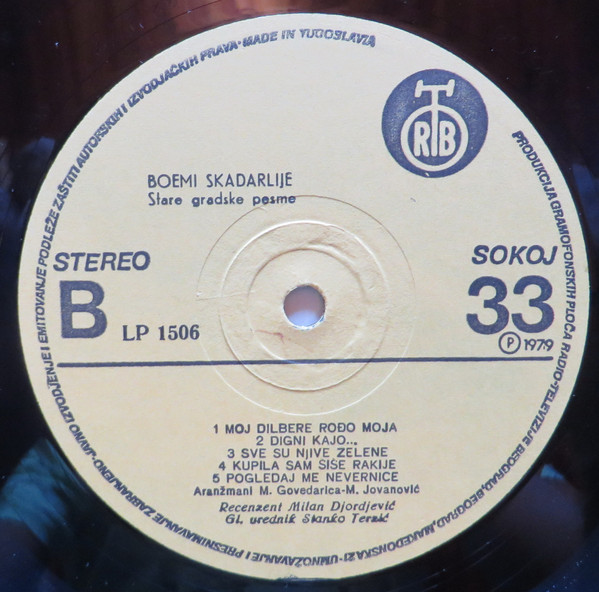 PRODUKCIJA GRAMOFONSKIH PLOČA RADIO-TELEVIZIJE BEOGRAD, BEOGRAD, MAKEDONSKA 21 · UMNOŽAVANJE I PRESNIMAVANJE ZABRANJENO · JAVNO IZVODJENJE I EMITOVANJE PODLEŽE ZAŠTITI AUTORSKIH I IZVODJAČKIH PRAVA · MADE IN YUGOSLAVIA
RTB
BOEMI SKADARLIJE
Stare gradske pesme
STEREO
SOKOJ
B
LP 1506
33
Ⓟ 1979
1 MOJ DILBERE ROĐO MOJA
2 DIGNI KAJO...
3 SVE SU NJIVE ZELENE
4 KUPILA SAM ŠIŠE RAKIJE
5 POGLEDAJ ME NEVERNICE
Aranžmani M. Govedarica-M. Jovanović
Recenzent Milan Djordjević
Gl. urednik Stanko Terzić